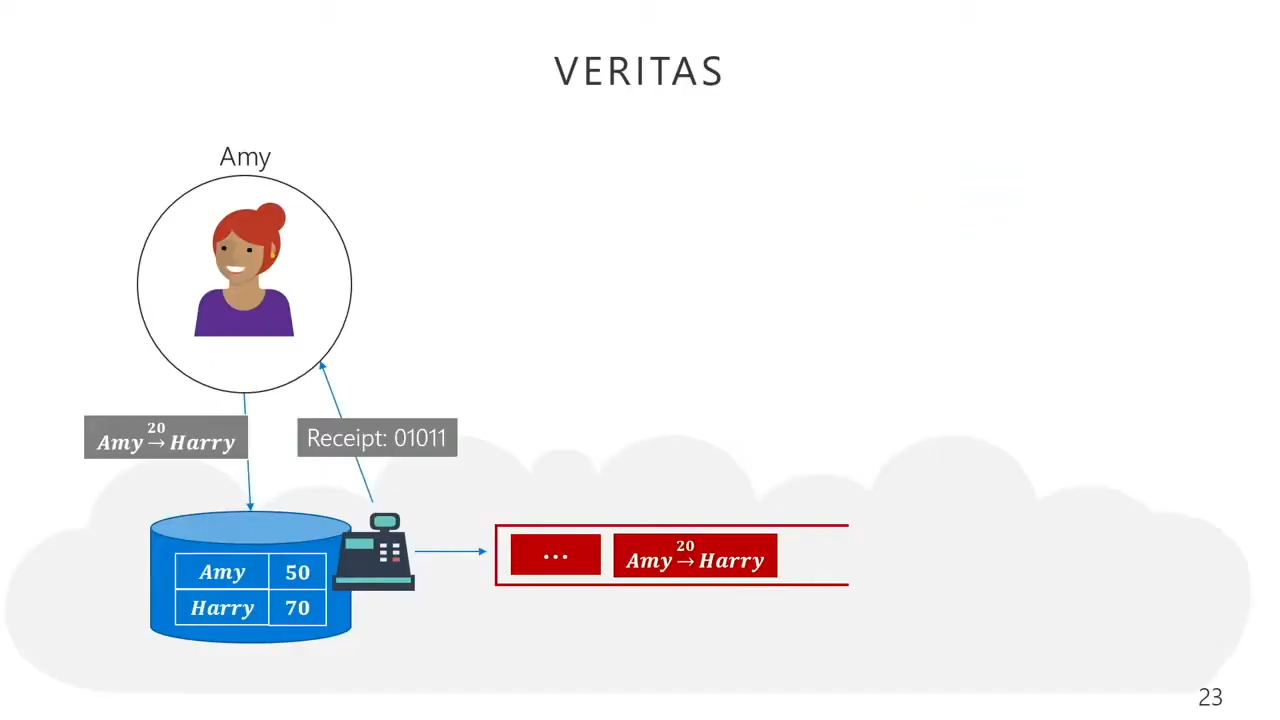 VERITAS
Amy
Amy 20→ Harry
Receipt: 01011
Amy 50
Harry 70
... Amy 20→ Harry
23